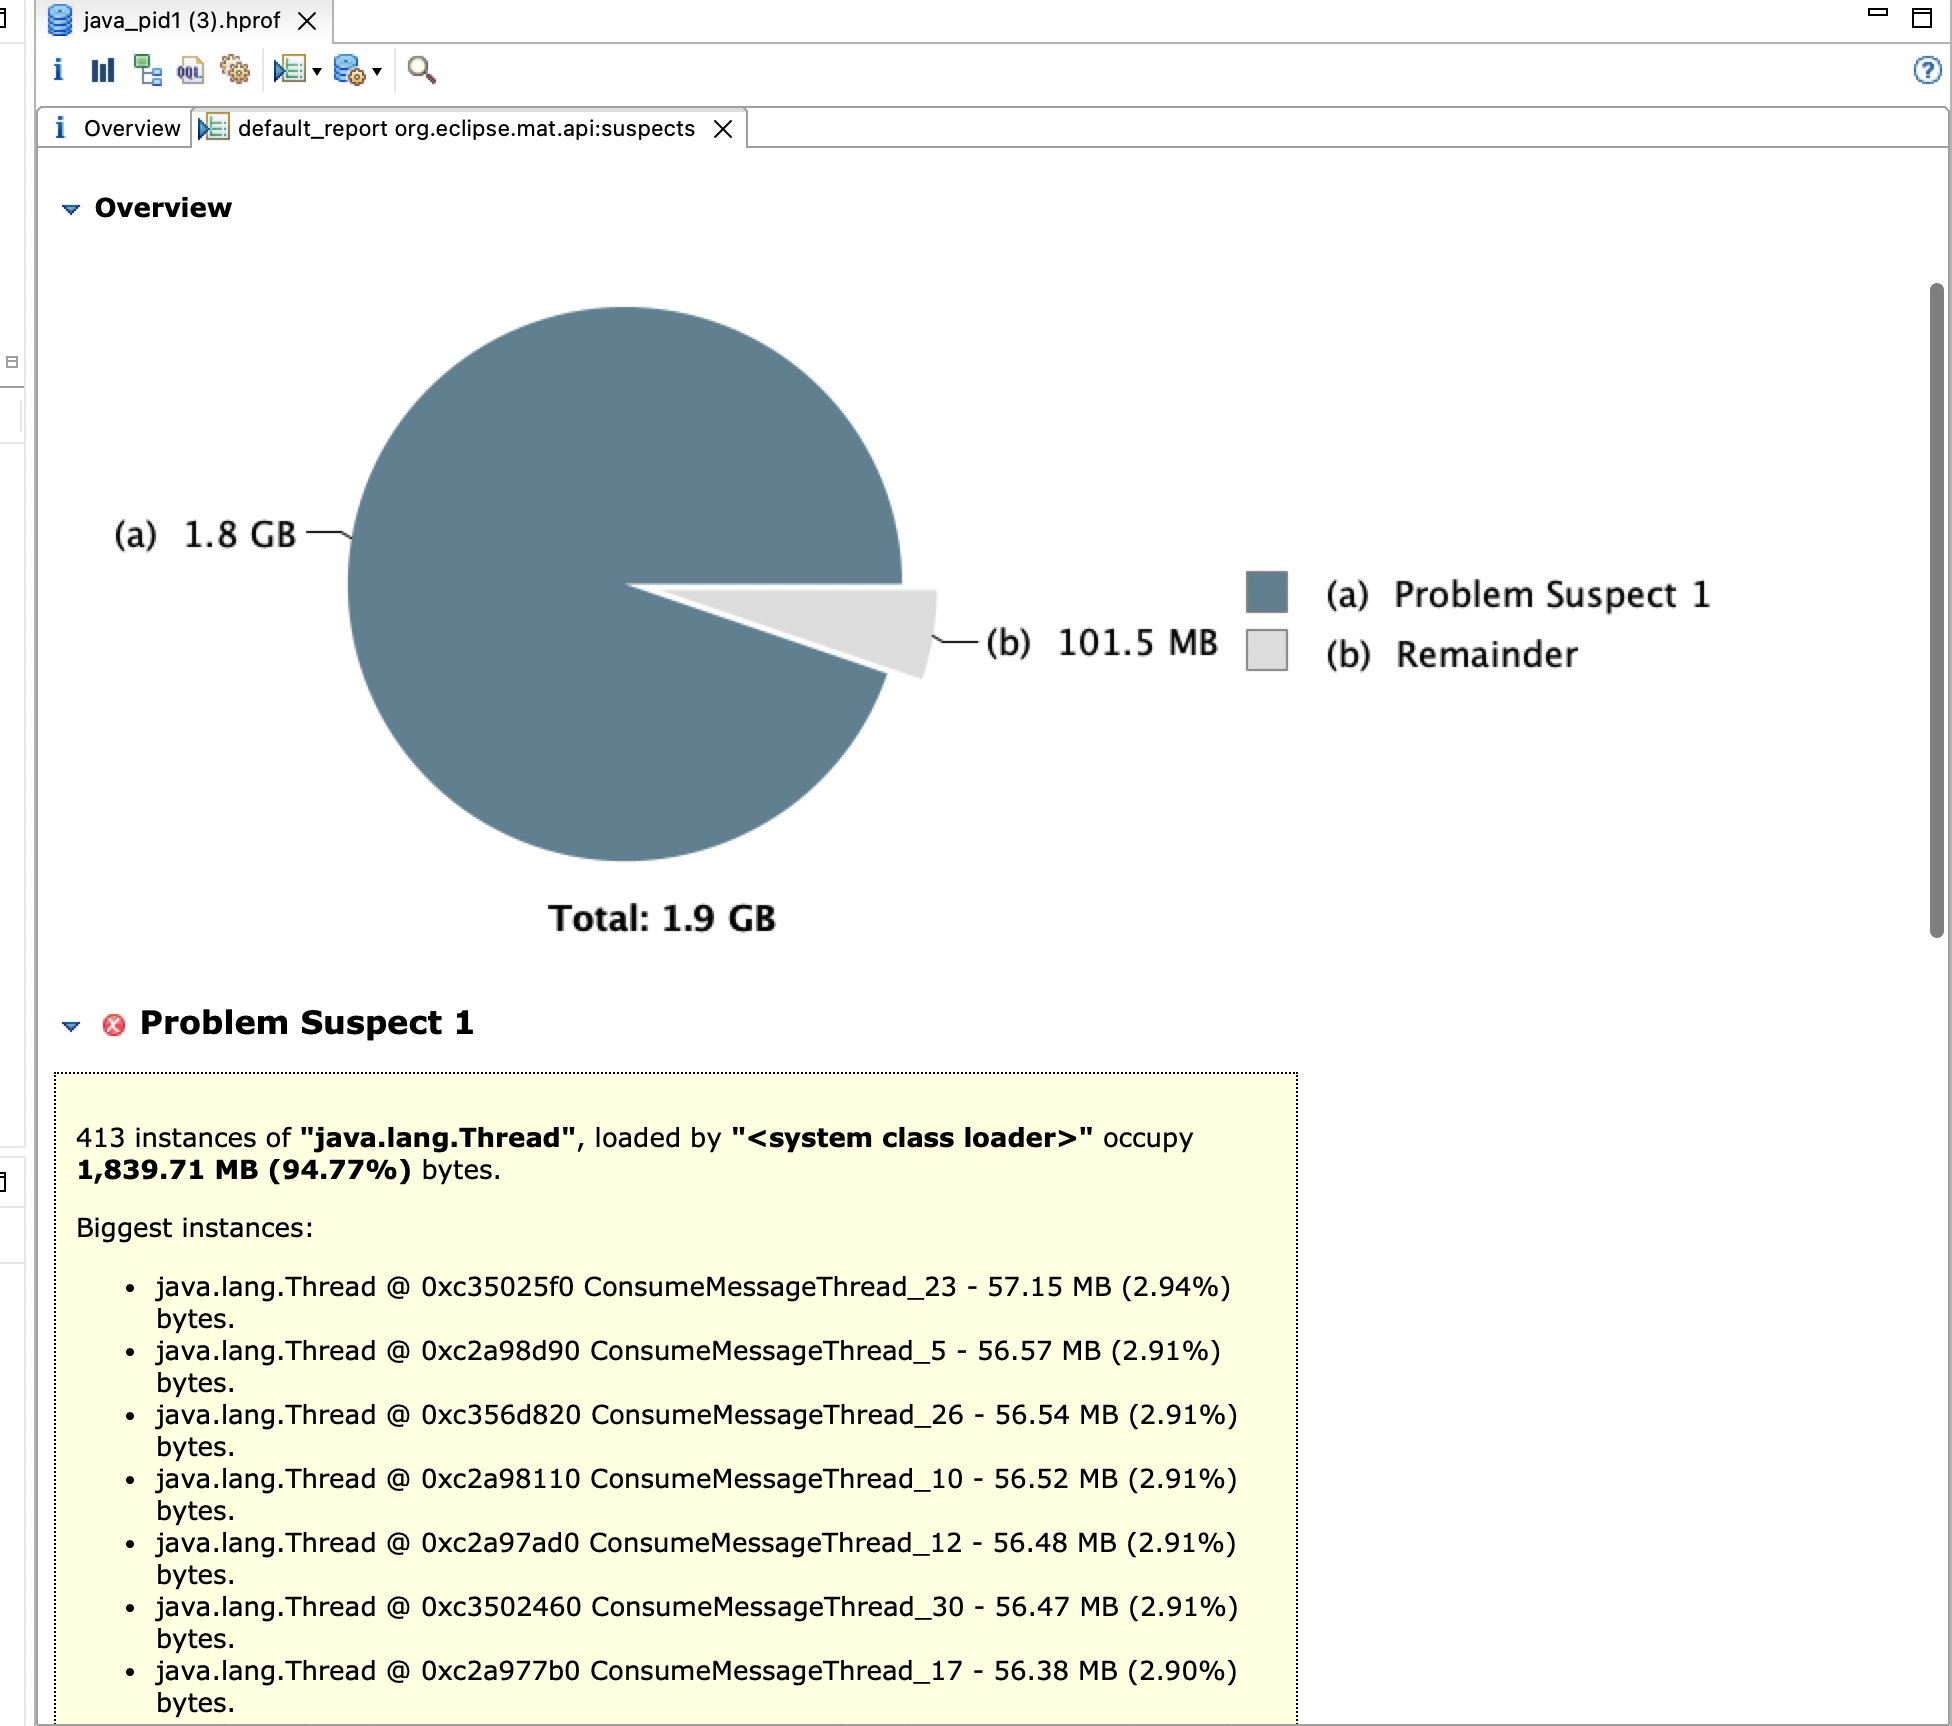 java_pid1 (3).hprof
OQL
Overview
default_report org.eclipse.mat.api:suspects
Overview
(a) 1.8 GB
(b) 101.5 MB
(a) Problem Suspect 1
(b) Remainder
Total: 1.9 GB
Problem Suspect 1
413 instances of "java.lang.Thread", loaded by "<system class loader>" occupy
1,839.71 MB (94.77%) bytes.
Biggest instances:
• java.lang.Thread @ 0xc35025f0 ConsumeMessageThread_23 - 57.15 MB (2.94%)
bytes.
• java.lang.Thread @ 0xc2a98d90 ConsumeMessageThread_5 - 56.57 MB (2.91%)
bytes.
• java.lang.Thread @ 0xc356d820 ConsumeMessageThread_26 - 56.54 MB (2.91%)
bytes.
• java.lang.Thread @ 0xc2a98110 ConsumeMessageThread_10 - 56.52 MB (2.91%)
bytes.
• java.lang.Thread @ 0xc2a97ad0 ConsumeMessageThread_12 - 56.48 MB (2.91%)
bytes.
• java.lang.Thread @ 0xc3502460 ConsumeMessageThread_30 - 56.47 MB (2.91%)
bytes.
• java.lang.Thread @ 0xc2a977b0 ConsumeMessageThread_17 - 56.38 MB (2.90%)
bytes.